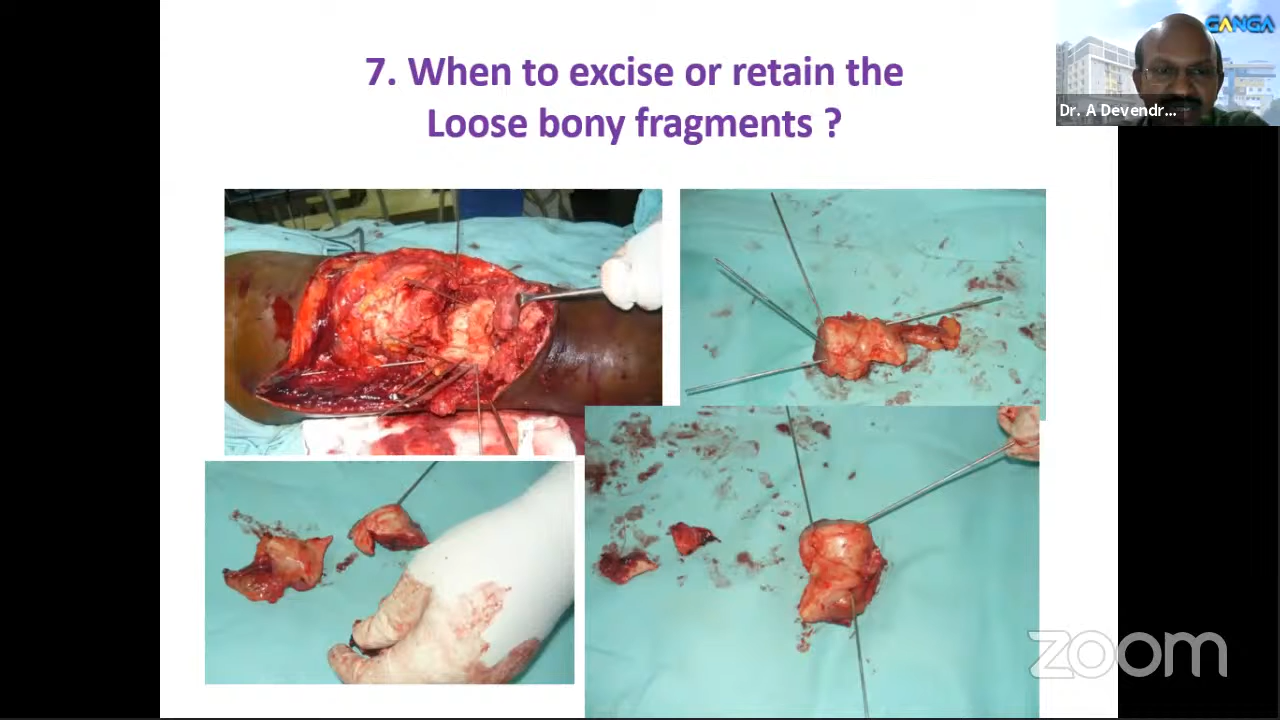 7. When to excise or retain the
Loose bony fragments ?
GANGA
Dr. A Devendr...
zoom